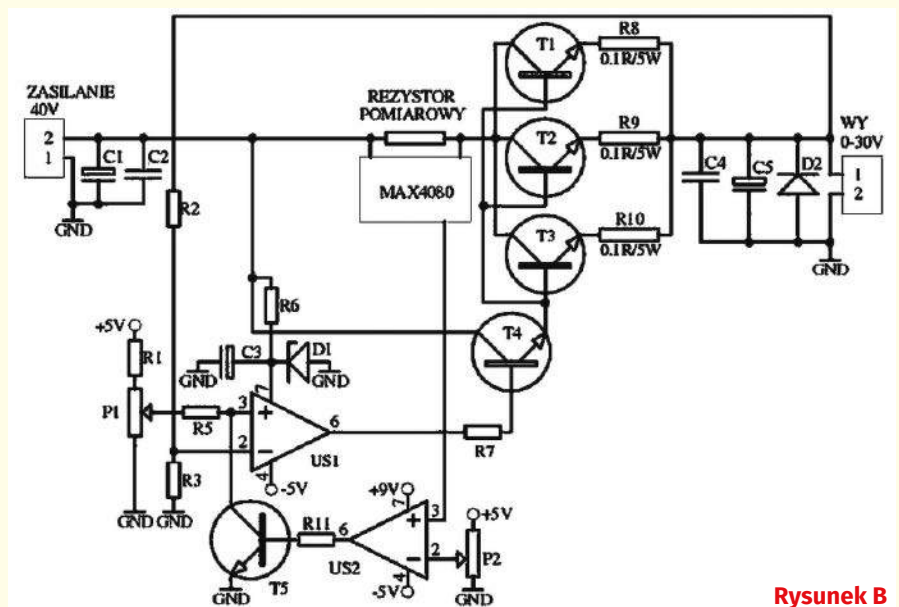 ZASILANIE
40V
2
1
C1
C2
GND
R2
REZYSTOR
POMIAROWY
MAX4080
T1
T2
T3
T4
R8
0.1R/5W
R9
0.1R/5W
R10
0.1R/5W
C4
C5
D2
WY
0-30V
1
2
GND
R6
C3
D1
GND
GND
+5V
R1
P1
R5
3
+
2
-
7
6
4
US1
-5V
R7
R3
GND
GND
T5
GND
R11
6
US2
+9V
7
+
3
-
2
4
-5V
+5V
P2
GND
Rysunek B